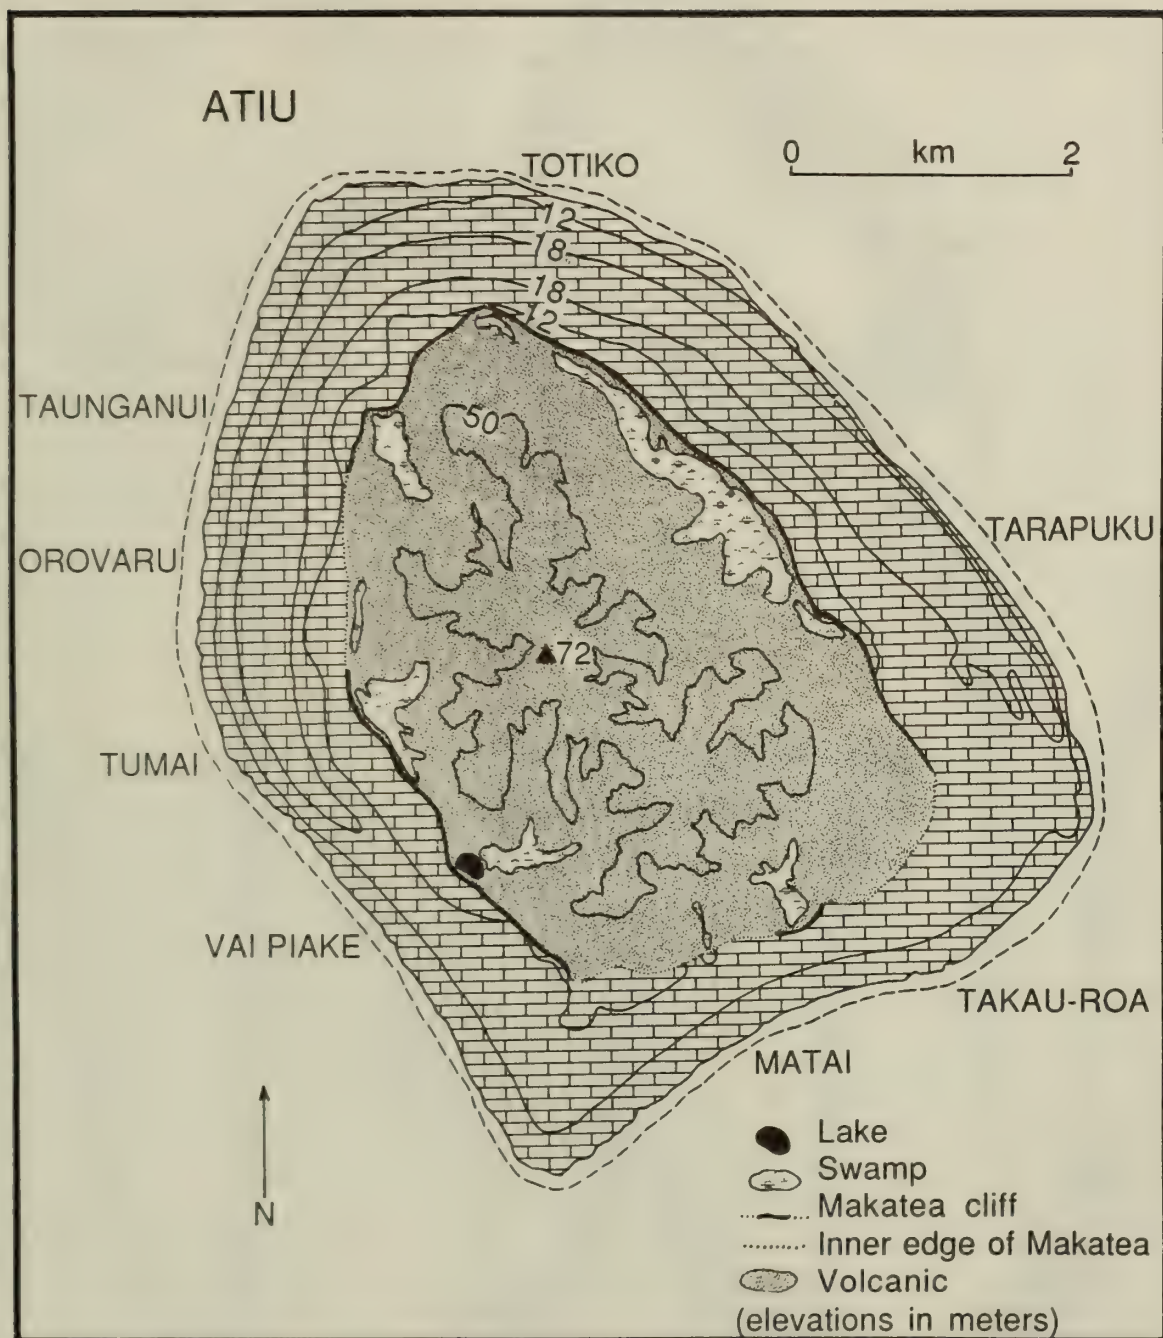 ATIU
0 km 2
TOTIKO
12
18
18
12
TAUNGANUI
50
TARAPUKU
OROVARU
72
TUMAI
VAI PIAKE
TAKAU-ROA
MATAI
Lake
Swamp
N
Makatea cliff
Inner edge of Makatea
Volcanic
(elevations in meters)